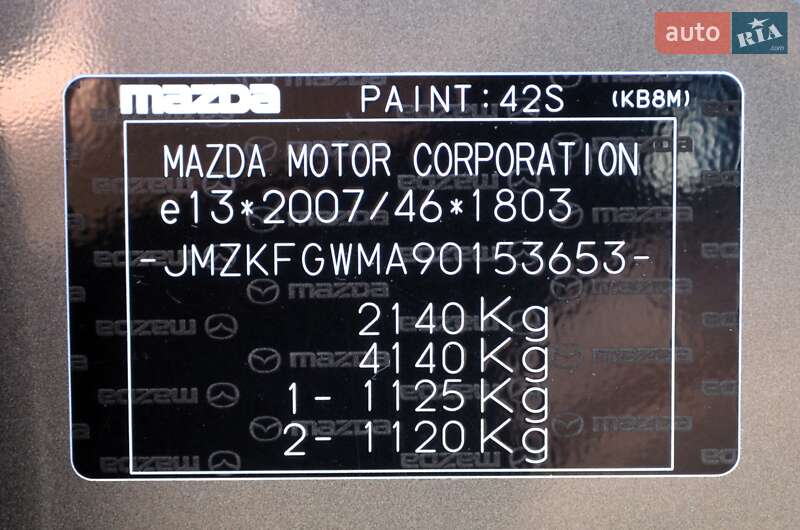 auto RIA .com
mazda PAINT:42S (KB8M)
MAZDA MOTOR CORPORATION
e13*2007/46*1803
-JMZKFGWMA90153653-
2140Kg
4140Kg
1- 1125Kg
2- 1120Kg